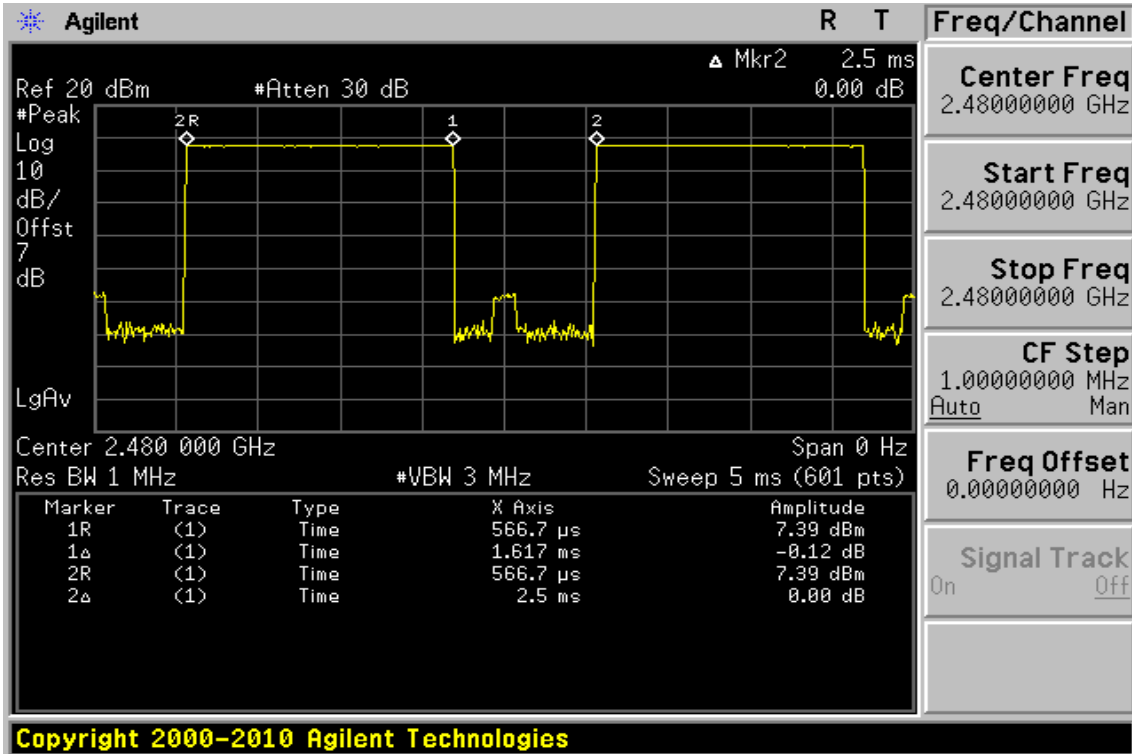 Agilent R T
Freq/Channel
Δ Mkr2 2.5 ms
Ref 20 dBm #Atten 30 dB 0.00 dB
#Peak
Log
10
dB/
Offst
7
dB
LgAv
2R 1 2
Center 2.480 000 GHz Span 0 Hz
Res BW 1 MHz #VBW 3 MHz Sweep 5 ms (601 pts)
Marker Trace Type X Axis Amplitude
1R (1) Time 566.7 µs 7.39 dBm
1Δ (1) Time 1.617 ms -0.12 dB
2R (1) Time 566.7 µs 7.39 dBm
2Δ (1) Time 2.5 ms 0.00 dB
Center Freq
2.48000000 GHz
Start Freq
2.48000000 GHz
Stop Freq
2.48000000 GHz
CF Step
1.00000000 MHz
Auto Man
Freq Offset
0.00000000 Hz
Signal Track
On Off
Copyright 2000-2010 Agilent Technologies